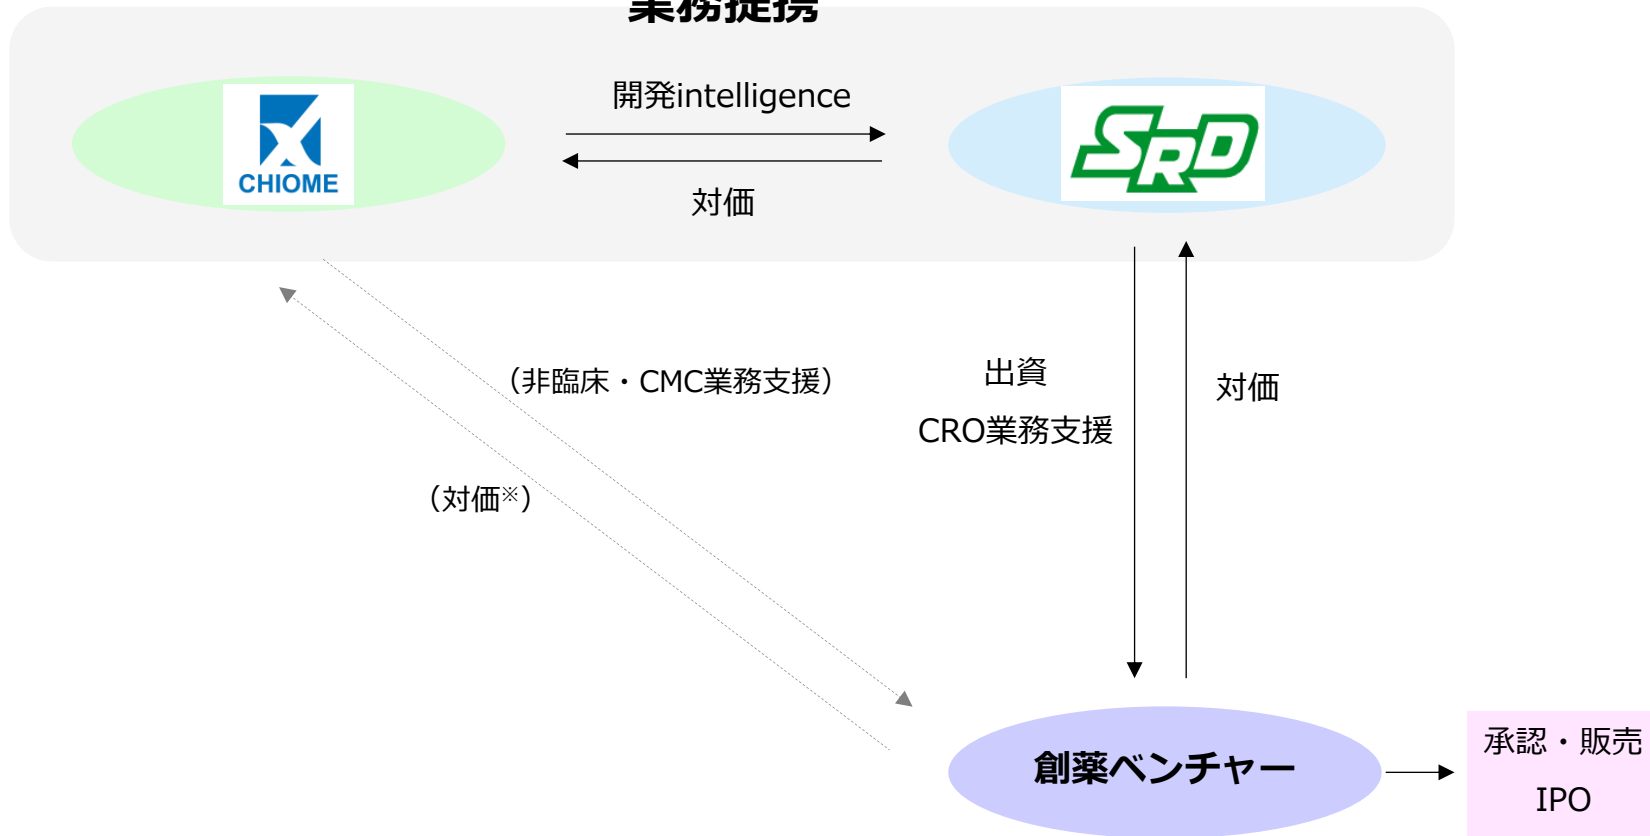 業務提携
開発intelligence
CHIOME
SRD
対価
（非臨床・CMC業務支援）
出資
CRO業務支援
対価
（対価※）
創薬ベンチャー
承認・販売
IPO